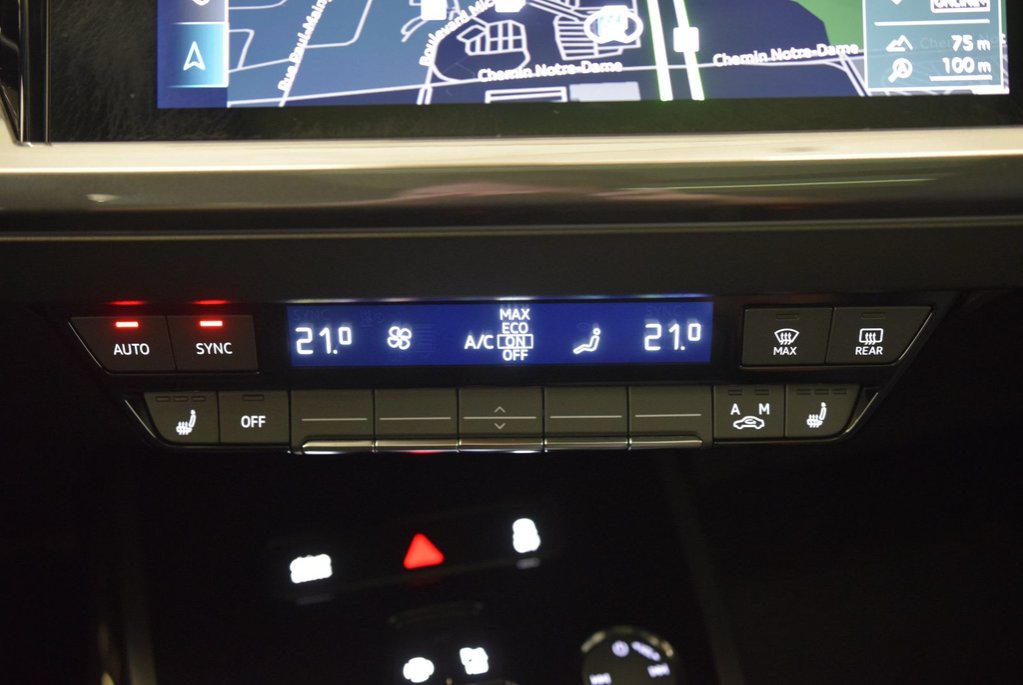 Chemin Notre-Dame
Chemin Notre-Dame
75 m
100 m
MAX
ECO
A/C ON
OFF
21.0
21.0
AUTO
SYNC
MAX
REAR
OFF
A M